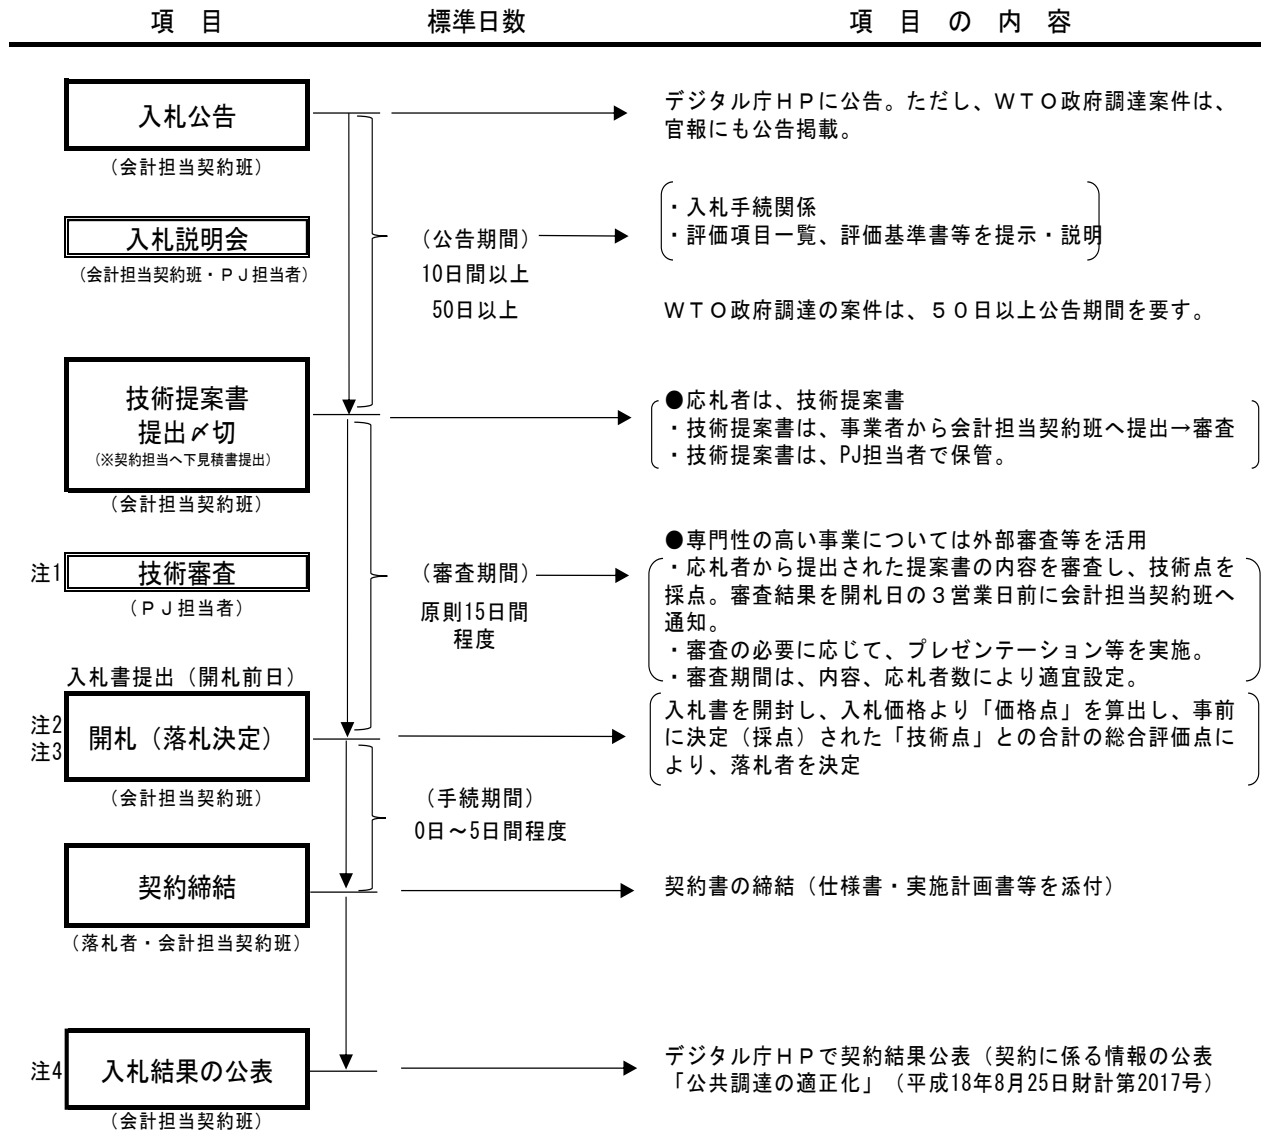 項　目　標準日数　項　目　の　内　容
入札公告
（会計担当契約班）
デジタル庁ＨＰに公告。ただし、ＷＴＯ政府調達案件は、
官報にも公告掲載。
入札説明会
（会計担当契約班・ＰＪ担当者）
（公告期間）
10日間以上
50日以上
・入札手続関係
・評価項目一覧、評価基準書等を提示・説明
ＷＴＯ政府調達の案件は、５０日以上公告期間を要す。
技術提案書
提出〆切
（※契約担当へ下見積書提出）
（会計担当契約班）
●応札者は、技術提案書
・技術提案書は、事業者から会計担当契約班へ提出→審査
・技術提案書は、PJ担当者で保管。
注1
技術審査
（ＰＪ担当者）
（審査期間）
原則15日間
程度
●専門性の高い事業については外部審査等を活用
・応札者から提出された提案書の内容を審査し、技術点を
採点。審査結果を開札日の３営業日前に会計担当契約班へ
通知。
・審査の必要に応じて、プレゼンテーション等を実施。
・審査期間は、内容、応札者数により適宜設定。
入札書提出（開札前日）
注2
注3
開札（落札決定）
（会計担当契約班）
入札書を開封し、入札価格より「価格点」を算出し、事前
に決定（採点）された「技術点」との合計の総合評価点に
より、落札者を決定
（手続期間）
0日～5日間程度
契約締結
（落札者・会計担当契約班）
契約書の締結（仕様書・実施計画書等を添付）
注4
入札結果の公表
（会計担当契約班）
デジタル庁ＨＰで契約結果公表（契約に係る情報の公表
「公共調達の適正化」（平成18年8月25日財計第2017号）